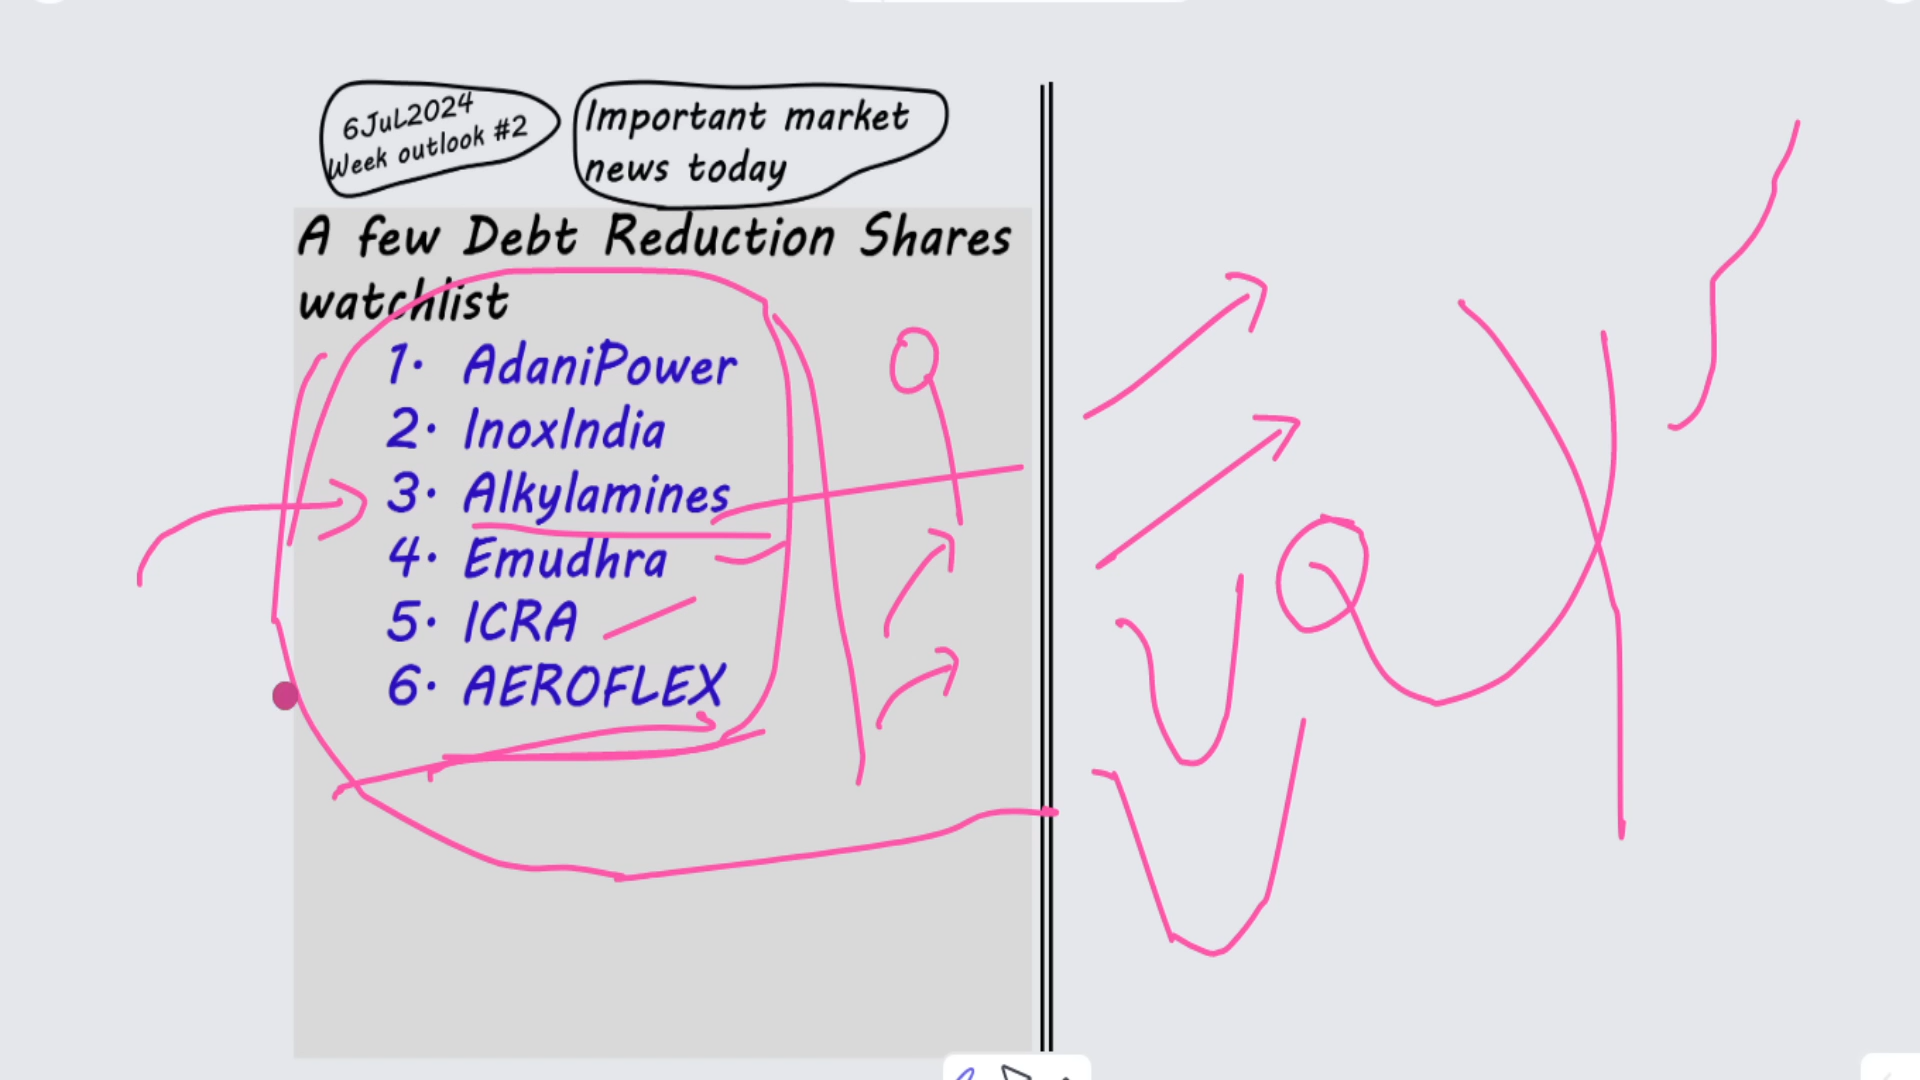 6JuL2024
Week outlook #2
Important market
news today
A few Debt Reduction Shares
watchlist
1. AdaniPower
2. InoxIndia
3. Alkylamines
4. Emudhra
5. ICRA
6. AEROFLEX